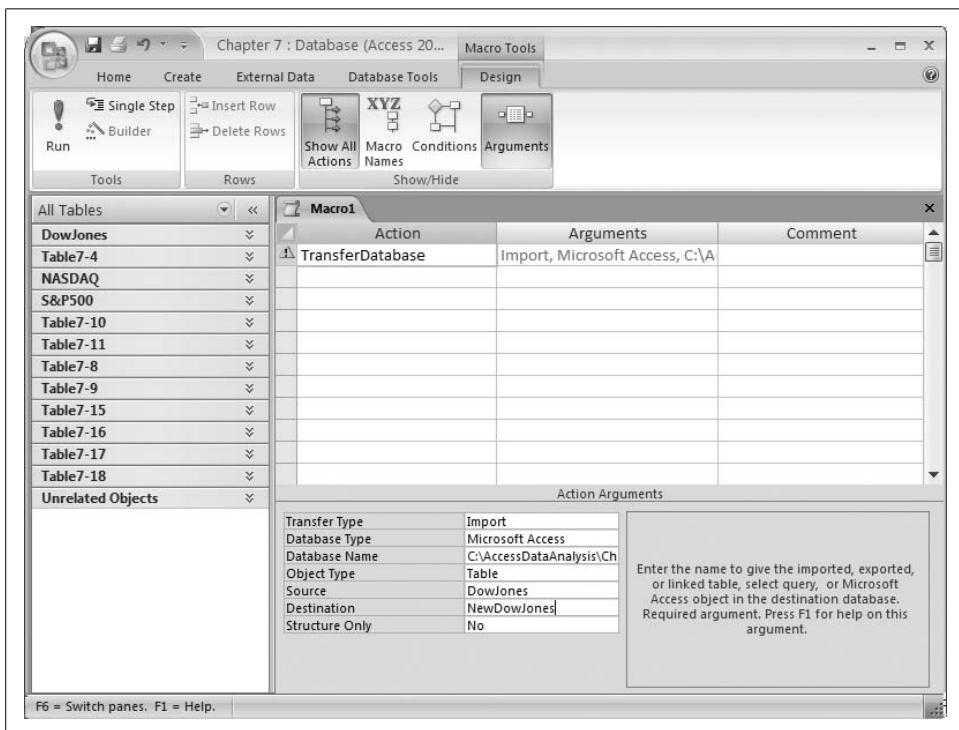 Chapter 7 : Database (Access 20...
Macro Tools
Home Create External Data Database Tools Design
Run
Single Step
Builder
Tools
Insert Row
Delete Rows
Rows
Show All Actions
XYZ
Macro Names
Conditions
Arguments
Show/Hide
All Tables
DowJones
Table7-4
NASDAQ
S&P500
Table7-10
Table7-11
Table7-8
Table7-9
Table7-15
Table7-16
Table7-17
Table7-18
Unrelated Objects
Macro1
Action Arguments Comment
TransferDatabase Import, Microsoft Access, C:\A
Action Arguments
Transfer Type Import
Database Type Microsoft Access
Database Name C:\AccessDataAnalysis\Ch
Object Type Table
Source DowJones
Destination NewDowJones
Structure Only No
Enter the name to give the imported, exported,
or linked table, select query, or Microsoft
Access object in the destination database.
Required argument. Press F1 for help on this
argument.
F6 = Switch panes. F1 = Help.